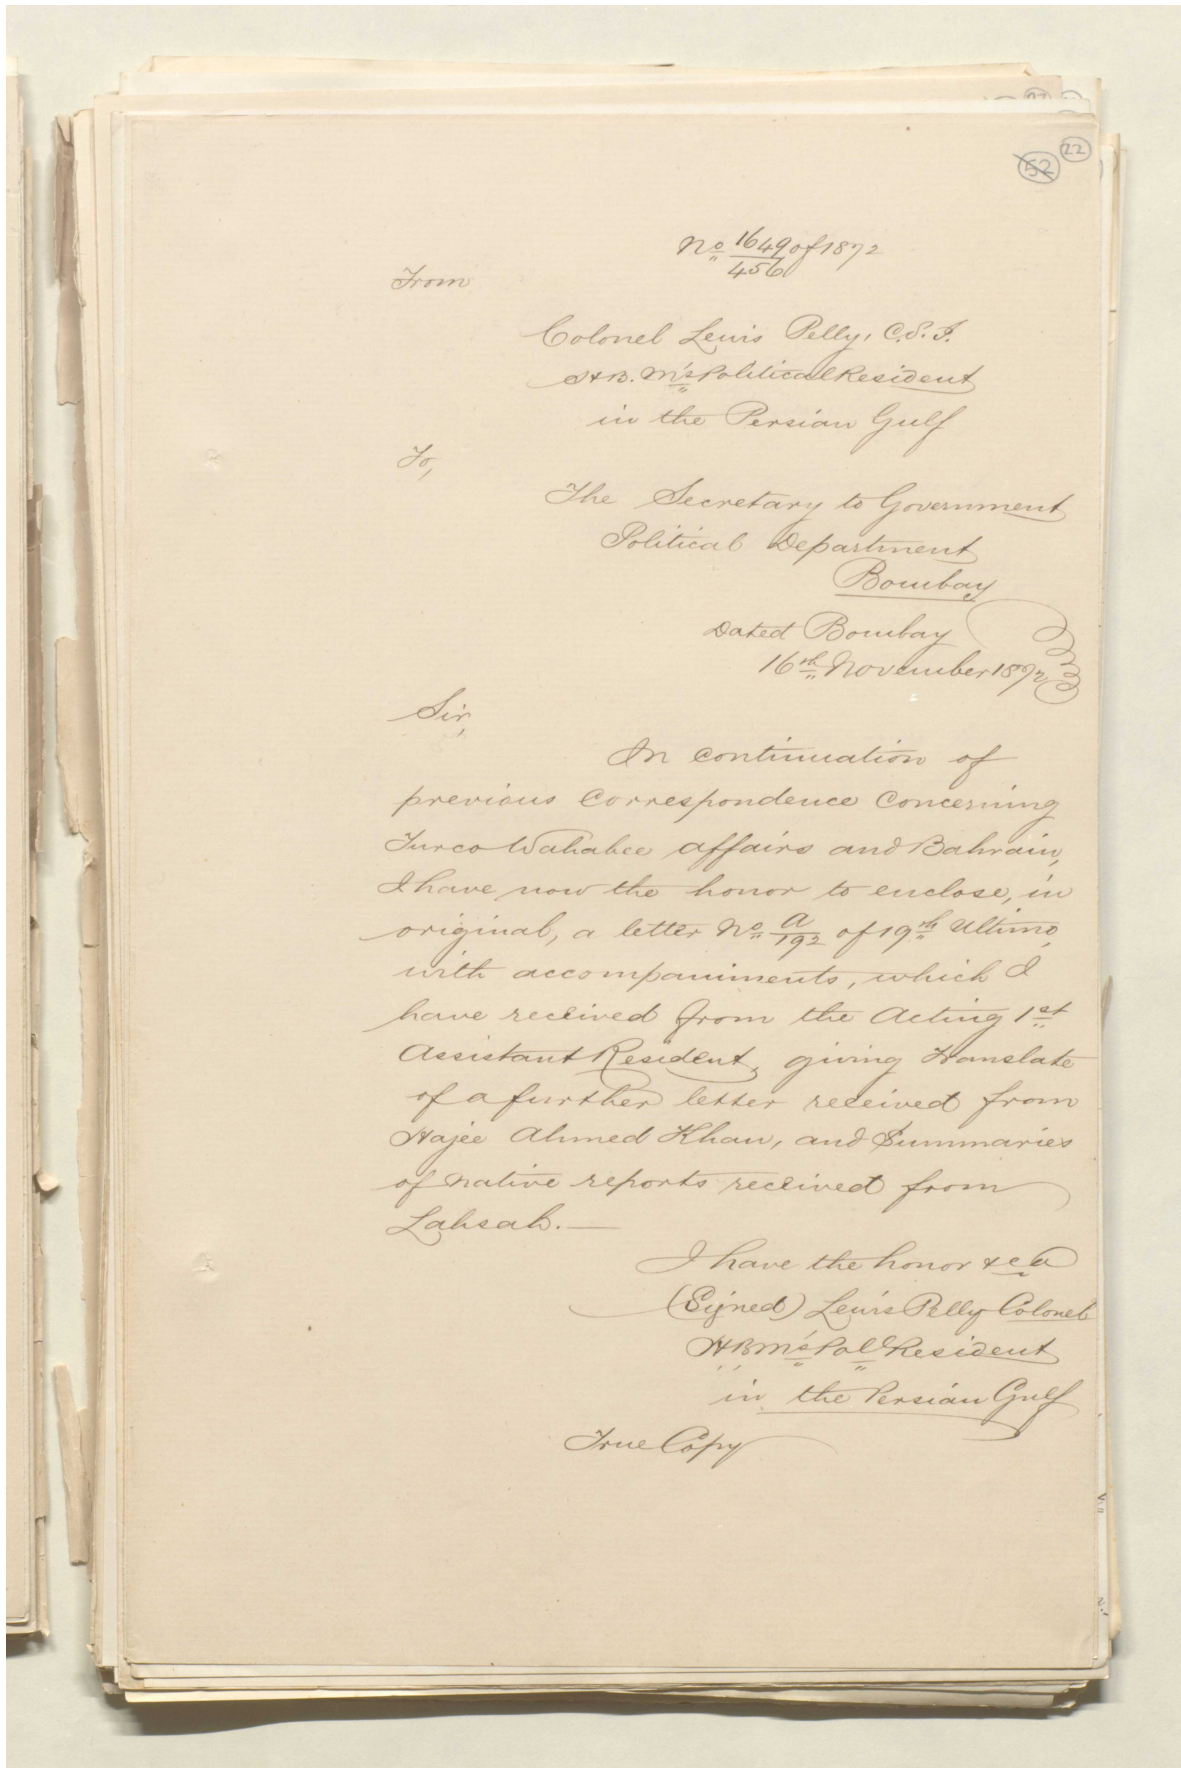 52 22
No 1649 of 1872
456
From
Colonel Lewis Pelly, C.S.I.
H.B. M's Political Resident
in the Persian Gulf
To,
The Secretary to Government
Political Department
Bombay
Dated Bombay
16th November 1872
Sir,
In continuation of
previous correspondence concerning
Turco Wahabee affairs and Bahrain,
I have now the honor to enclose, in
original, a letter No A/192 of 19th Ultimo,
with accompaniments, which I
have received from the Acting 1st
Assistant Resident, giving translate
of a further letter received from
Hajee Ahmed Khan, and Summaries
of native reports received from
Lahsah. —
I have the honor &ca
(Signed) Lewis Pelly Colonel
H.B.M's Pol Resident
in the Persian Gulf
True Copy